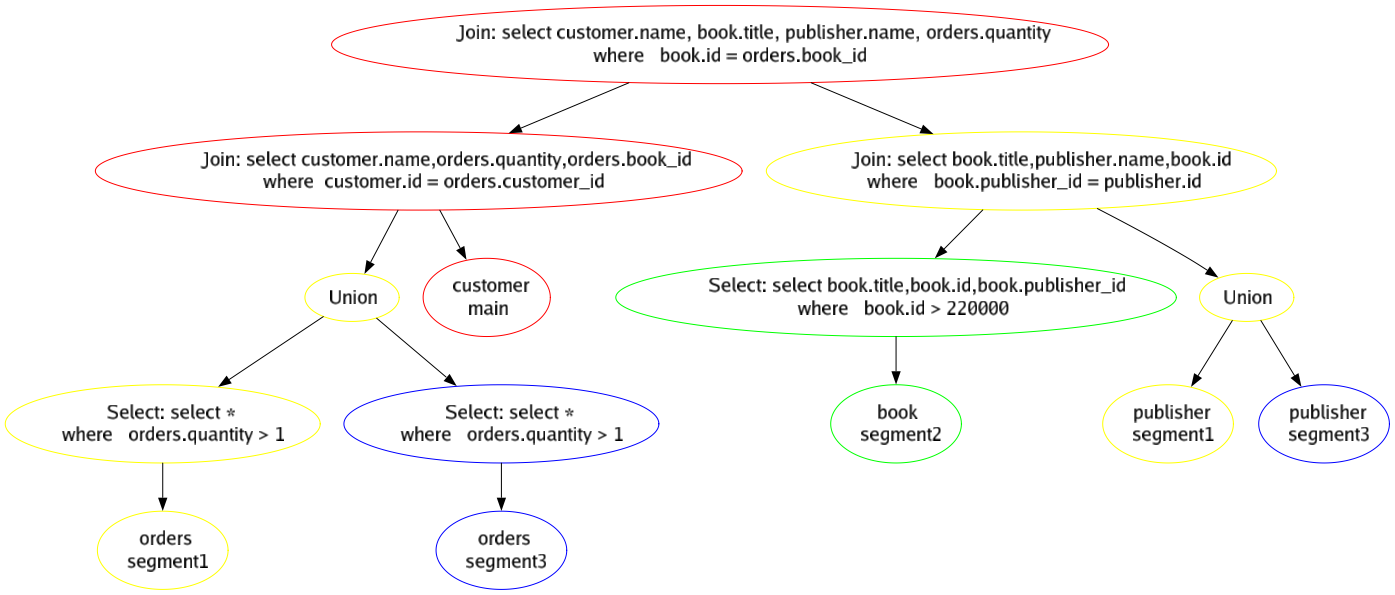 Join: select customer.name, book.title, publisher.name, orders.quantity
where book.id = orders.book_id
Join: select customer.name,orders.quantity,orders.book_id
where customer.id = orders.customer_id
Join: select book.title,publisher.name,book.id
where book.publisher_id = publisher.id
Union
customer
main
Select: select book.title,book.id,book.publisher_id
where book.id > 220000
Union
Select: select *
where orders.quantity > 1
Select: select *
where orders.quantity > 1
book
segment2
publisher
segment1
publisher
segment3
orders
segment1
orders
segment3